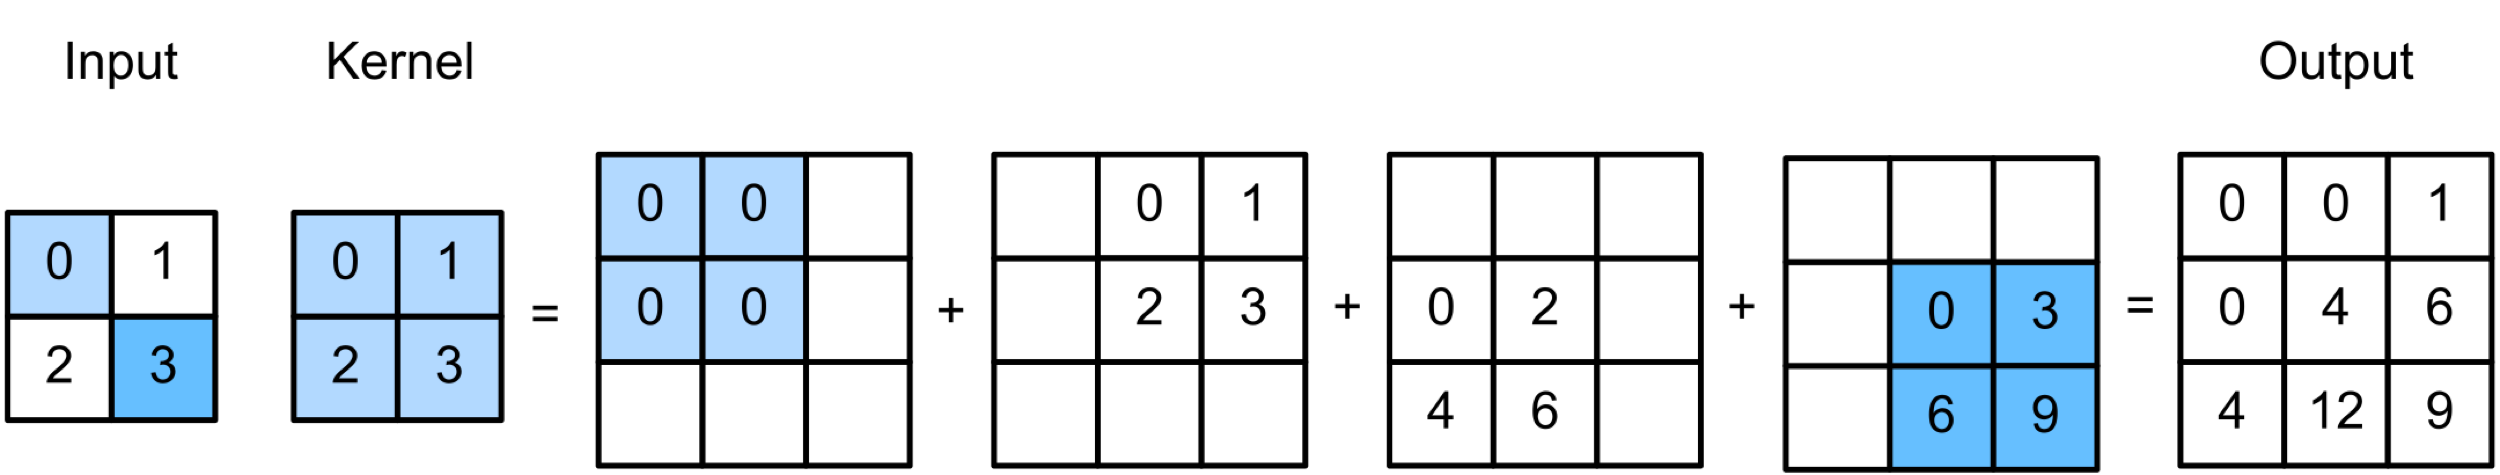 Input Kernel Output
0 0 0 1 0 0 1
0 1 0 1 0 0 2 3 0 2 0 3 0 4 6
= + + + =
2 3 2 3 4 6 6 9 4 12 9